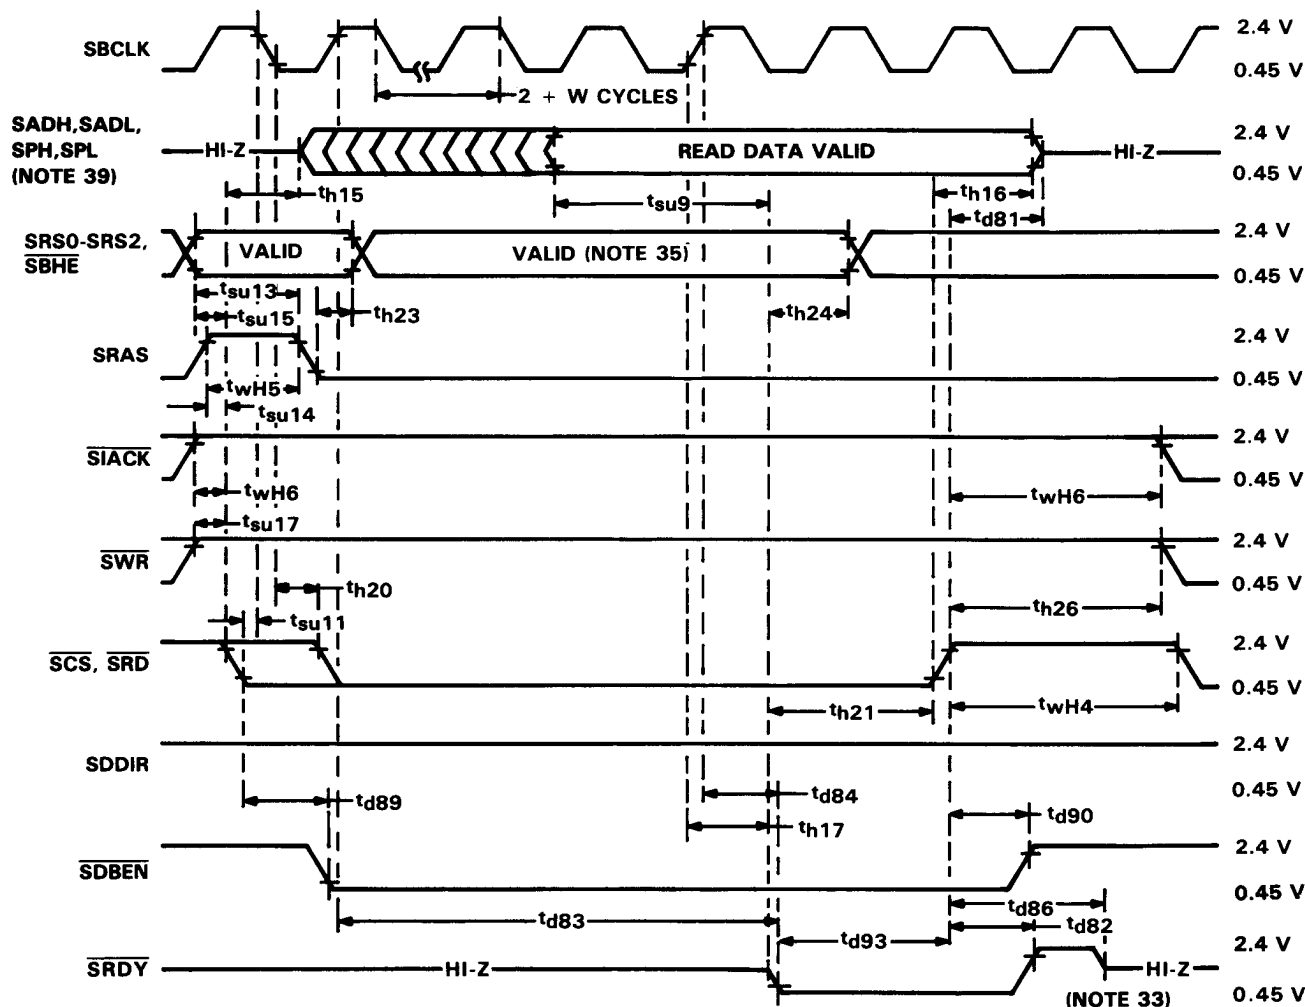 SBCLK
2.4 V
0.45 V
2 + W CYCLES
SADH,SADL,
SPH,SPL
(NOTE 39)
HI-Z
READ DATA VALID
HI-Z
2.4 V
0.45 V
th15
tsu9
th16
td81
SRS0-SRS2,
SBHE
VALID
VALID (NOTE 35)
2.4 V
0.45 V
tsu13
tsu15
th23
th24
SRAS
2.4 V
0.45 V
twH5
tsu14
SIACK
2.4 V
0.45 V
twH6
twH6
tsu17
SWR
2.4 V
0.45 V
th20
th26
tsu11
SCS, SRD
2.4 V
0.45 V
th21
twH4
SDDIR
2.4 V
0.45 V
td89
td84
th17
td90
SDBEN
2.4 V
0.45 V
td86
td83
td93
td82
SRDY
HI-Z
HI-Z
2.4 V
0.45 V
(NOTE 33)